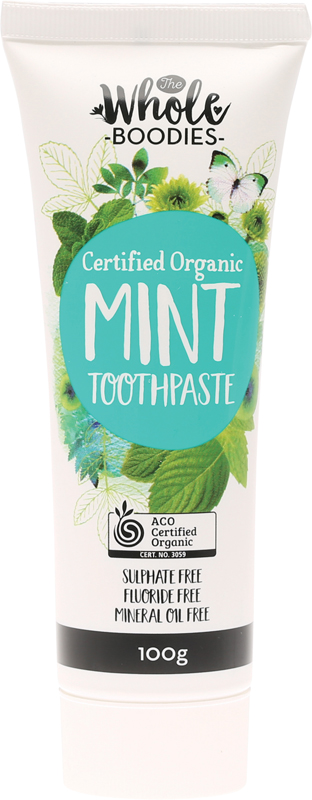 The
Whole
-BOODIES-
Certified Organic
MINT
TOOTHPASTE
ACO
Certified
Organic
CERT. NO. 3059
SULPHATE FREE
FLUORIDE FREE
MINERAL OIL FREE
100g